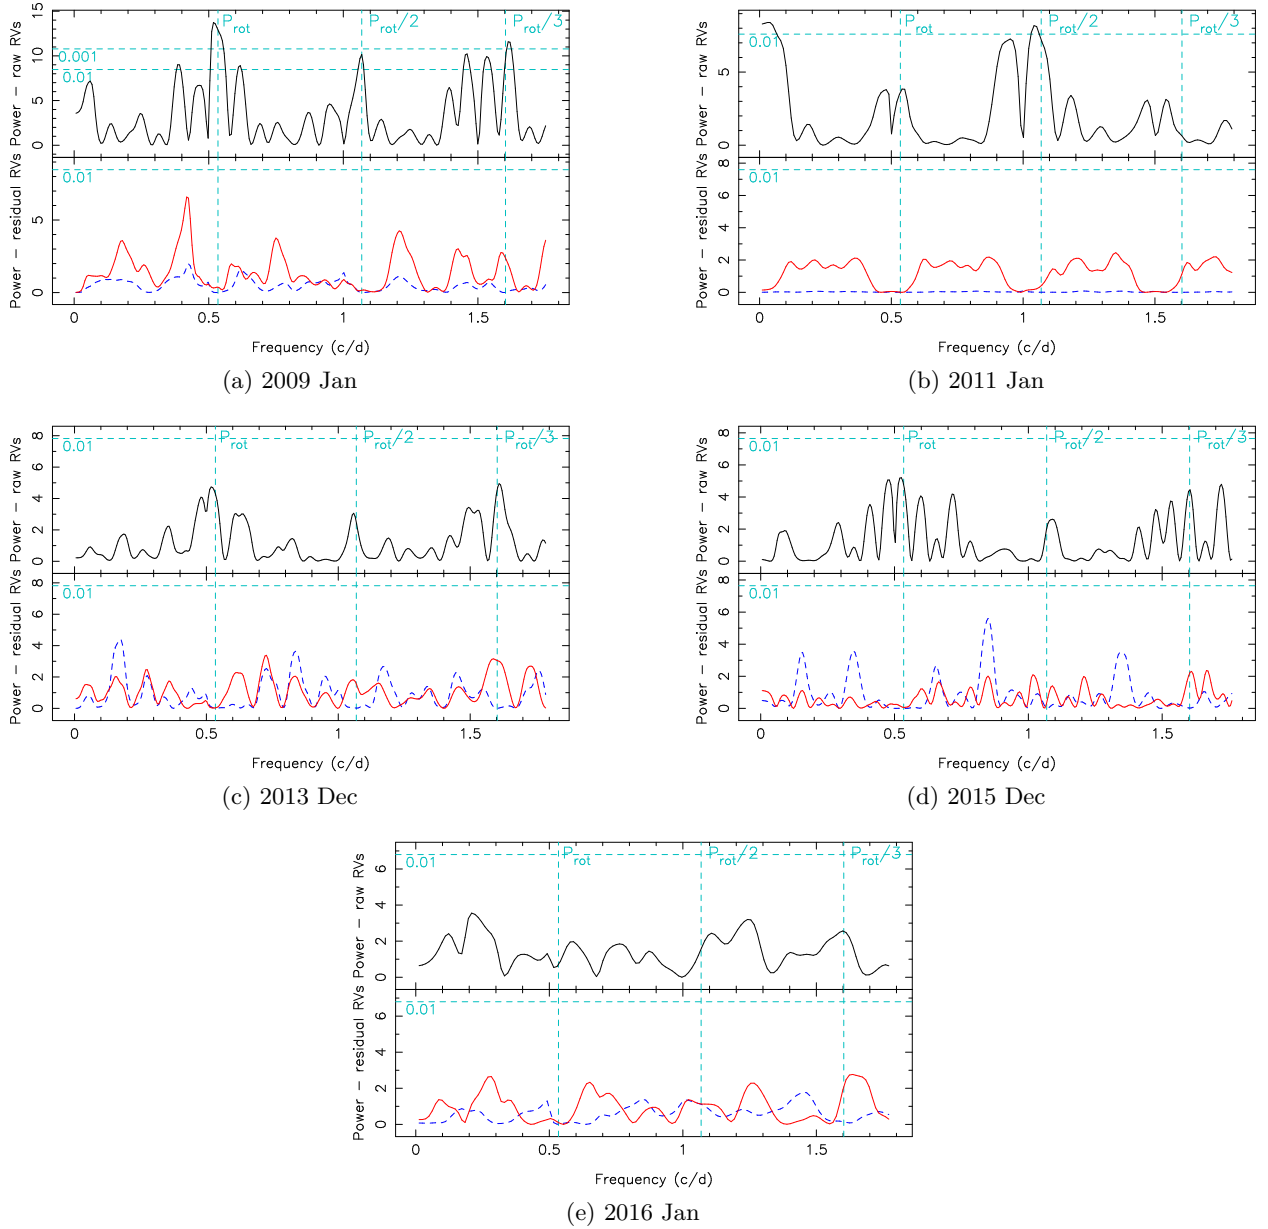 Power – raw RVs
Power – residual RVs
15
10
5
0
5
0
0.001
0.01
0.01
P_rot
P_rot/2
P_rot/3
0
0.5
1
1.5
Frequency (c/d)
(a) 2009 Jan
Power – raw RVs
Power – residual RVs
5
0
8
6
4
2
0
0.01
0.01
P_rot
P_rot/2
P_rot/3
0
0.5
1
1.5
Frequency (c/d)
(b) 2011 Jan
Power – raw RVs
Power – residual RVs
8
6
4
2
0
8
6
4
2
0
0.01
0.01
P_rot
P_rot/2
P_rot/3
0
0.5
1
1.5
Frequency (c/d)
(c) 2013 Dec
Power – raw RVs
Power – residual RVs
8
6
4
2
0
8
6
4
2
0
0.01
0.01
P_rot
P_rot/2
P_rot/3
0
0.5
1
1.5
Frequency (c/d)
(d) 2015 Dec
Power – raw RVs
Power – residual RVs
6
4
2
0
6
4
2
0
0.01
0.01
P_rot
P_rot/2
P_rot/3
0
0.5
1
1.5
Frequency (c/d)
(e) 2016 Jan